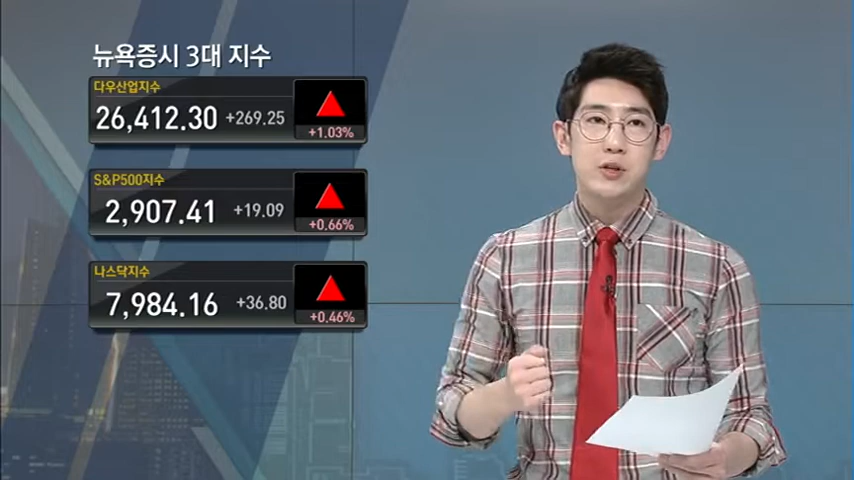 뉴욕증시 3대 지수
다우산업지수
26,412.30 +269.25
+1.03%
S&P500지수
2,907.41 +19.09
+0.66%
나스닥지수
7,984.16 +36.80
+0.46%